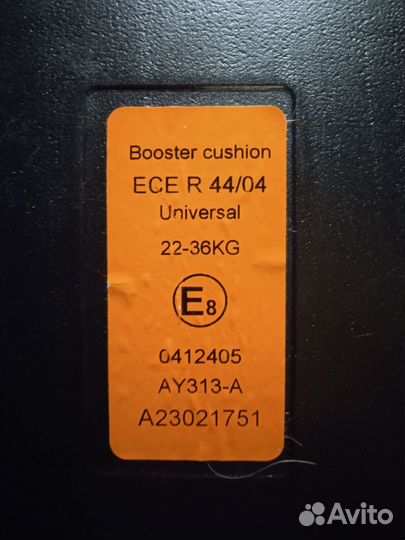 Booster cushion
ECE R 44/04
Universal
22-36KG
E8
0412405
AY313-A
A23021751
Avito